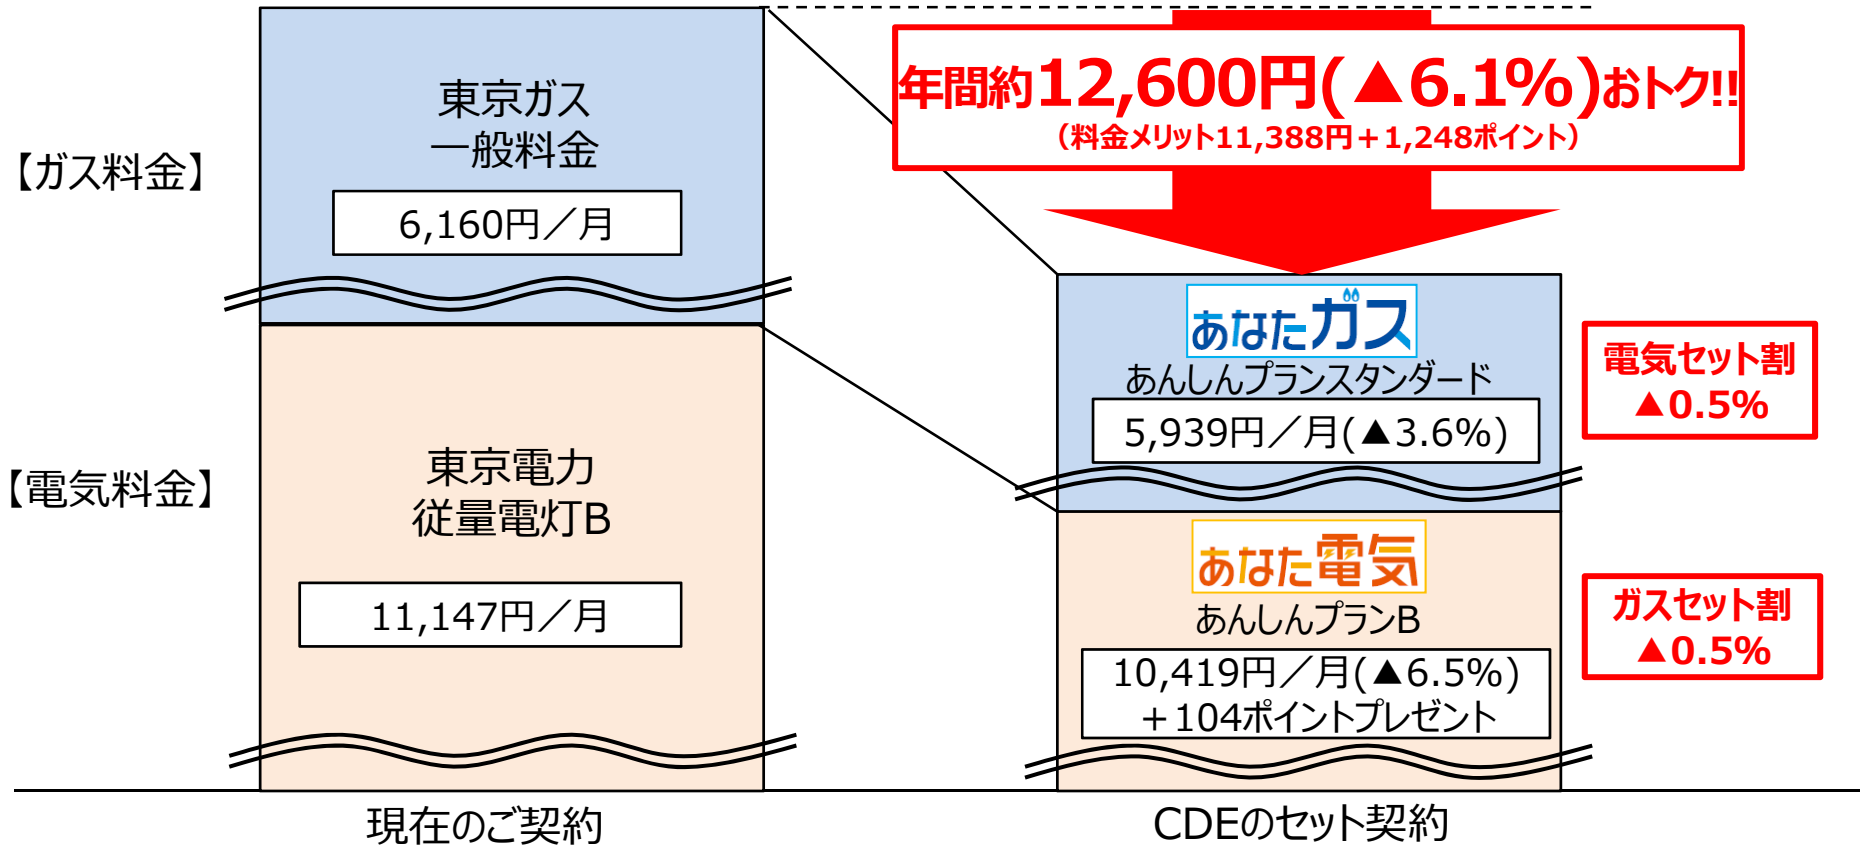 年間約12,600円(▲6.1%)おトク!!
（料金メリット11,388円＋1,248ポイント）
【ガス料金】
東京ガス
一般料金
6,160円／月
【電気料金】
東京電力
従量電灯B
11,147円／月
現在のご契約
あなたガス
あんしんプランスタンダード
5,939円／月(▲3.6%)
電気セット割
▲0.5%
あなた電気
あんしんプランB
10,419円／月(▲6.5%)
＋104ポイントプレゼント
ガスセット割
▲0.5%
CDEのセット契約